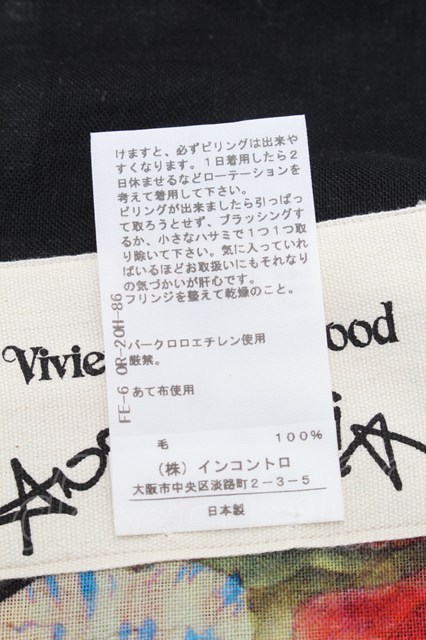 けますと、必ずピリングは出来や
すくなります。1日着用したら2
日休ませるなどローテーションを
考えて着用して下さい。
ピリングが出来ましたら引っぱっ
て取ろうとせず、ブラッシングす
るか、小さなハサミで1つ1つ取
り除いて下さい。気に入っていれ
ばいるほどお取扱いにもそれなり
の気づかいが肝心です。
フリンジを整えて乾燥のこと。
パークロロエチレン使用
厳禁。
あて布使用
FE-6 OR-20H-86
毛 100%
(株)インコントロ
大阪市中央区淡路町2-3-5
日本製
Vivie ood